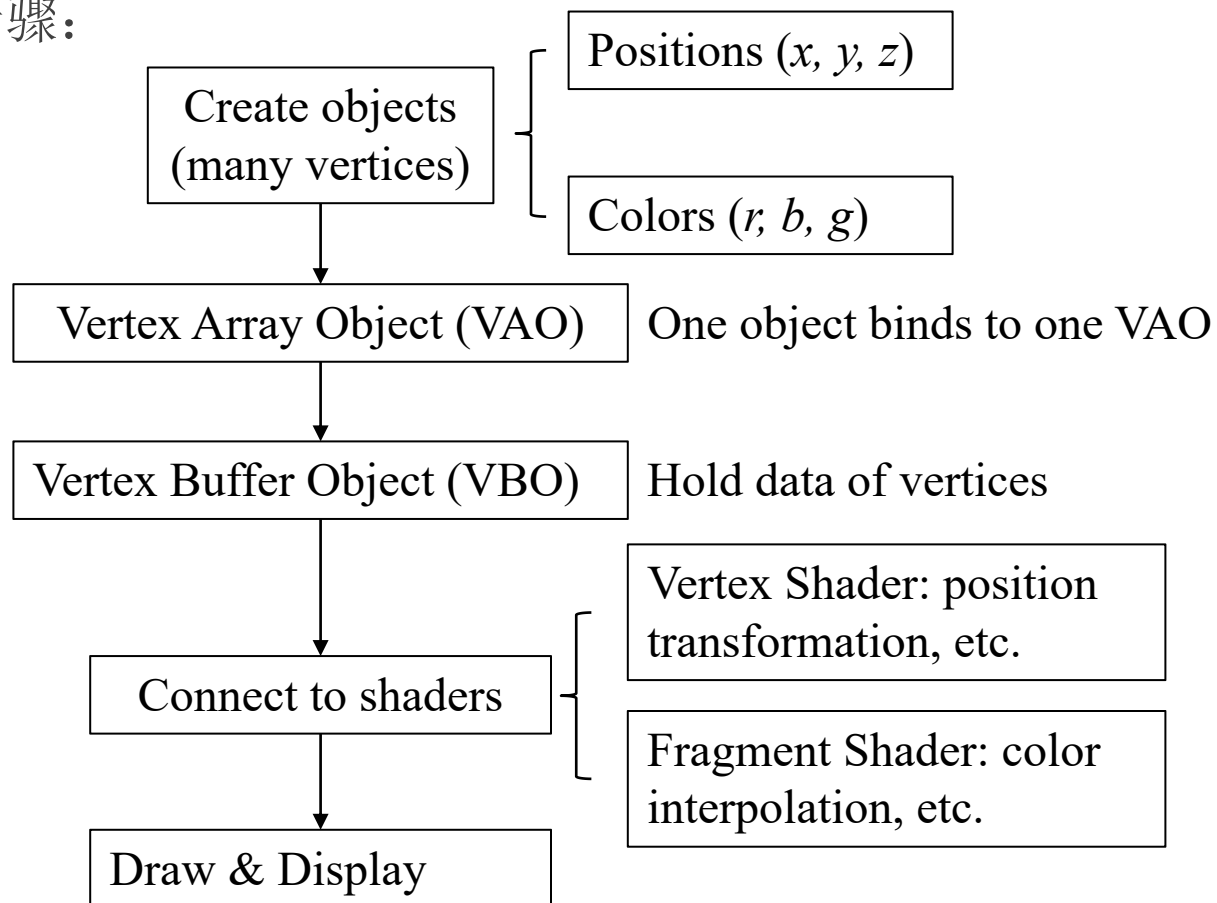 骤：
Positions (x, y, z)
Create objects
(many vertices)
Colors (r, b, g)
Vertex Array Object (VAO)
One object binds to one VAO
Vertex Buffer Object (VBO)
Hold data of vertices
Vertex Shader: position
transformation, etc.
Connect to shaders
Fragment Shader: color
interpolation, etc.
Draw & Display